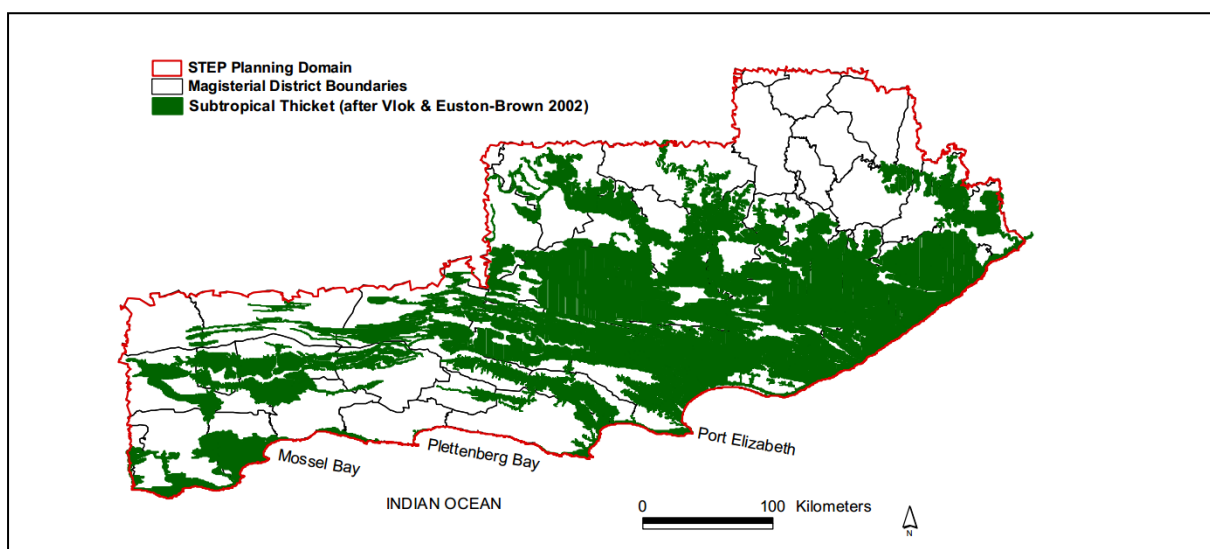 STEP Planning Domain
Magisterial District Boundaries
Subtropical Thicket (after Vlok & Euston-Brown 2002)
Port Elizabeth
Plettenberg Bay
Mossel Bay
INDIAN OCEAN
0 100 Kilometers
N